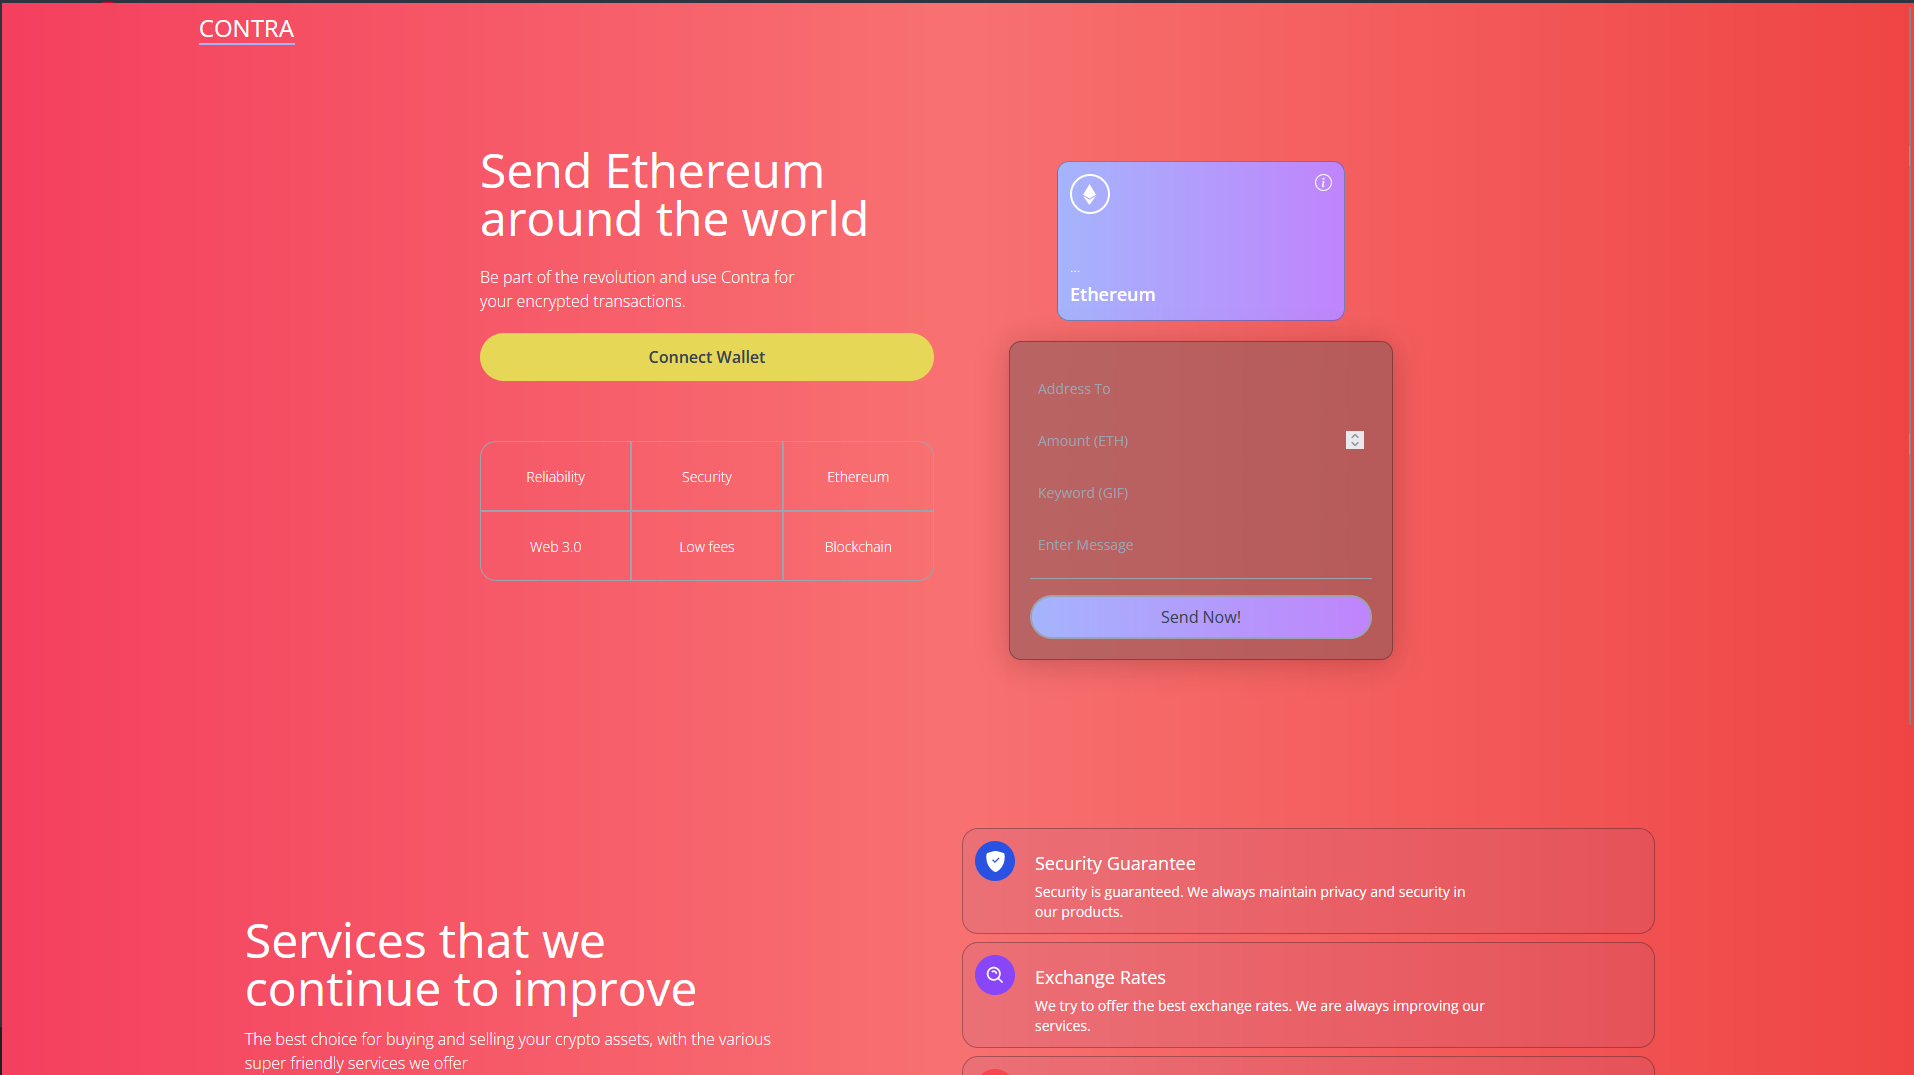 CONTRA
Send Ethereum
around the world
Be part of the revolution and use Contra for
your encrypted transactions.
Connect Wallet
Reliability
Security
Ethereum
Web 3.0
Low fees
Blockchain
...
Ethereum
Address To
Amount (ETH)
Keyword (GIF)
Enter Message
Send Now!
Services that we
continue to improve
The best choice for buying and selling your crypto assets, with the various
super friendly services we offer
Security Guarantee
Security is guaranteed. We always maintain privacy and security in
our products.
Exchange Rates
We try to offer the best exchange rates. We are always improving our
services.